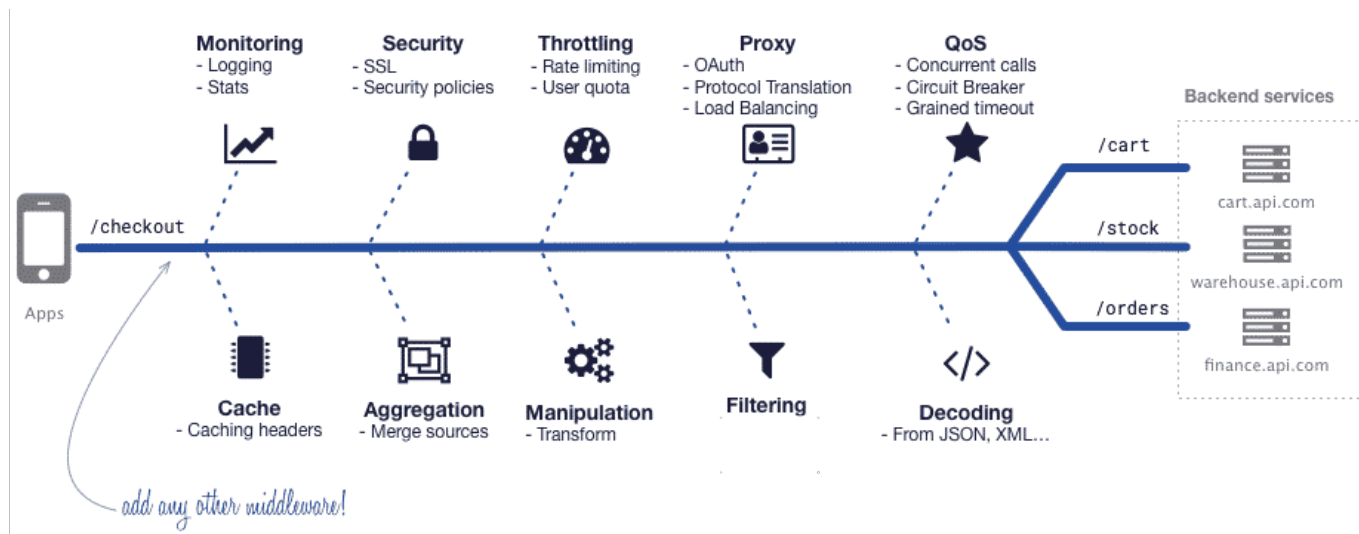 Monitoring
- Logging
- Stats
Security
- SSL
- Security policies
Throttling
- Rate limiting
- User quota
Proxy
- OAuth
- Protocol Translation
- Load Balancing
QoS
- Concurrent calls
- Circuit Breaker
- Grained timeout
Backend services
/checkout
Apps
/cart
cart.api.com
/stock
warehouse.api.com
/orders
finance.api.com
Cache
- Caching headers
Aggregation
- Merge sources
Manipulation
- Transform
Filtering
</>
Decoding
- From JSON, XML...
add any other middleware!